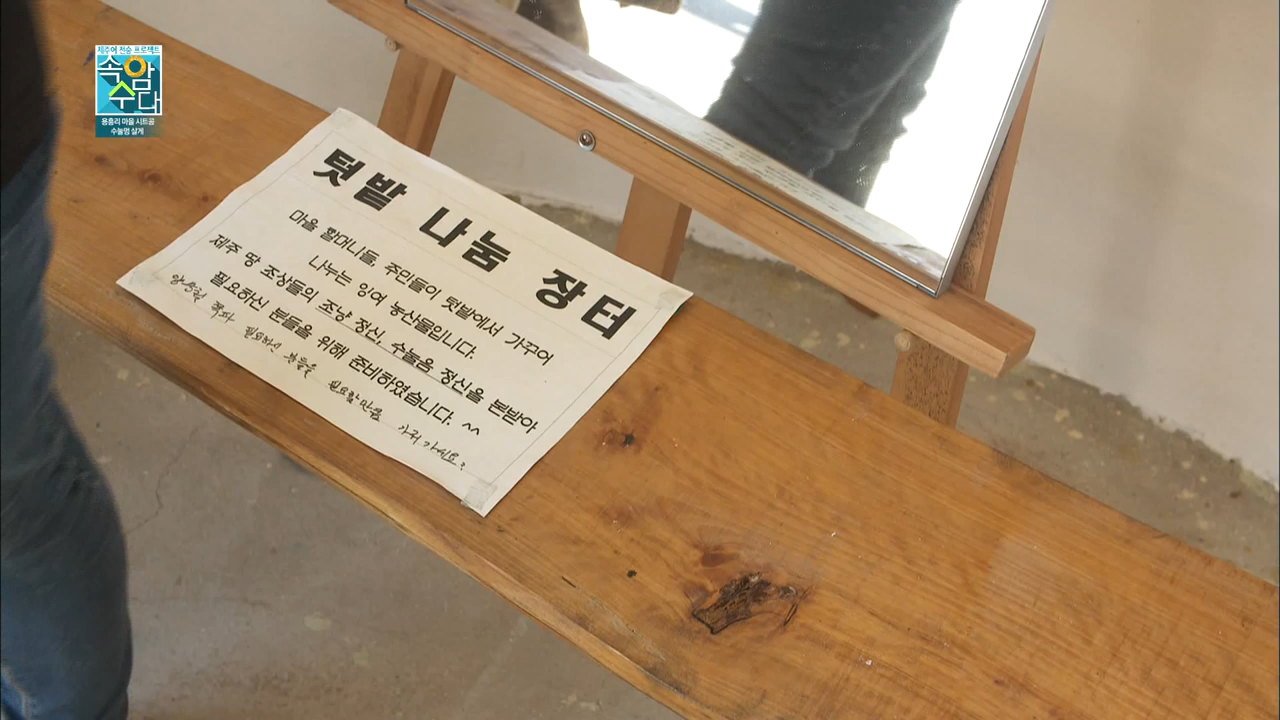 제주어 전승 프로젝트
속암수다
용흥리 마을 시트콤
수눌멍 살게
텃밭 나눔 장터
마을 할머니들, 주민들이 텃밭에서 가꾸어
나누는 잉여 농산물입니다.
제주 땅 조상들의 조냥 정신, 수눌음 정신을 본받아
필요하신 분들을 위해 준비하였습니다. ^^
쪽파 필요하신 분들은 필요할만큼 가져 가세요?